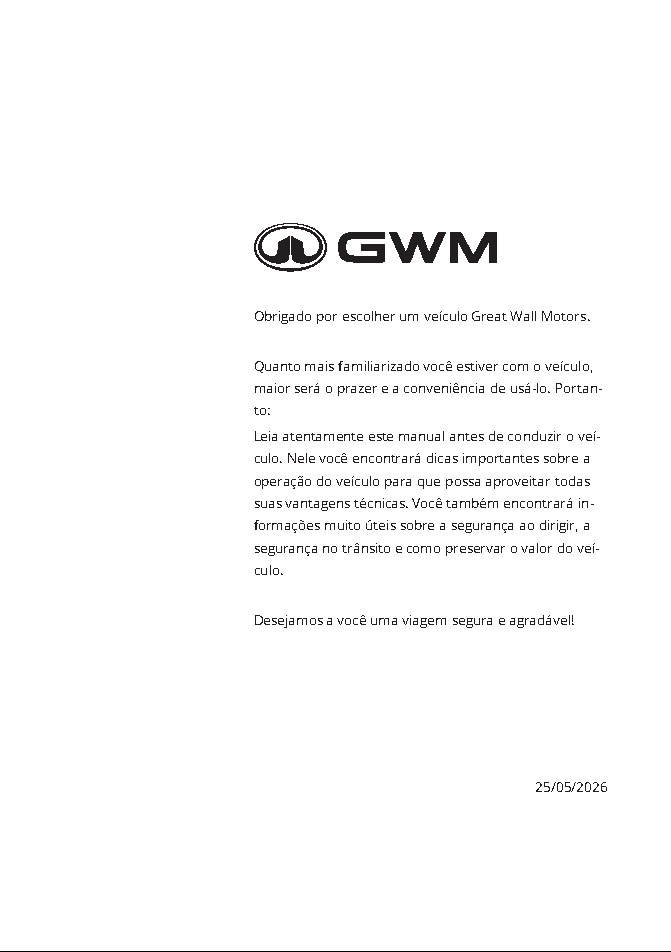 GWM
Obrigado por escolher um veículo Great Wall Motors.
Quanto mais familiarizado você estiver com o veículo,
maior será o prazer e a conveniência de usá-lo. Portan-
to:
Leia atentamente este manual antes de conduzir o veí-
culo. Nele você encontrará dicas importantes sobre a
operação do veículo para que possa aproveitar todas
suas vantagens técnicas. Você também encontrará in-
formações muito úteis sobre a segurança ao dirigir, a
segurança no trânsito e como preservar o valor do veí-
culo.
Desejamos a você uma viagem segura e agradável!
25/05/2026